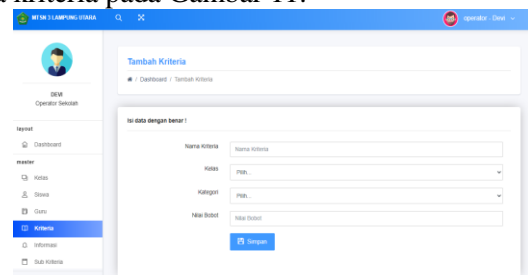 a kriteria pada Gambar 11.
MTSN 3 LAMPUNG UTARA
operator - Devi
DEVI
Operator Sekolah
layout
Dashboard
master
Kelas
Siswa
Guru
Kriteria
Informasi
Sub Kriteria
Tambah Kriteria
/ Dashboard / Tambah Kriteria
Isi data dengan benar !
Nama Kriteria
Nama Kriteria
Kelas
Pilih...
Kategori
Pilih...
Nilai Bobot
Nilai Bobot
Simpan